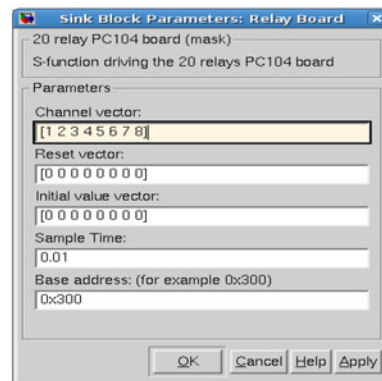 Sink Block Parameters: Relay Board
20 relay PC104 board (mask)
S-function driving the 20 relays PC104 board
Parameters
Channel vector:
[1 2 3 4 5 6 7 8]
Reset vector:
[0 0 0 0 0 0 0 0]
Initial value vector:
[0 0 0 0 0 0 0 0]
Sample Time:
0.01
Base address: (for example 0x300)
0x300
OK Cancel Help Apply